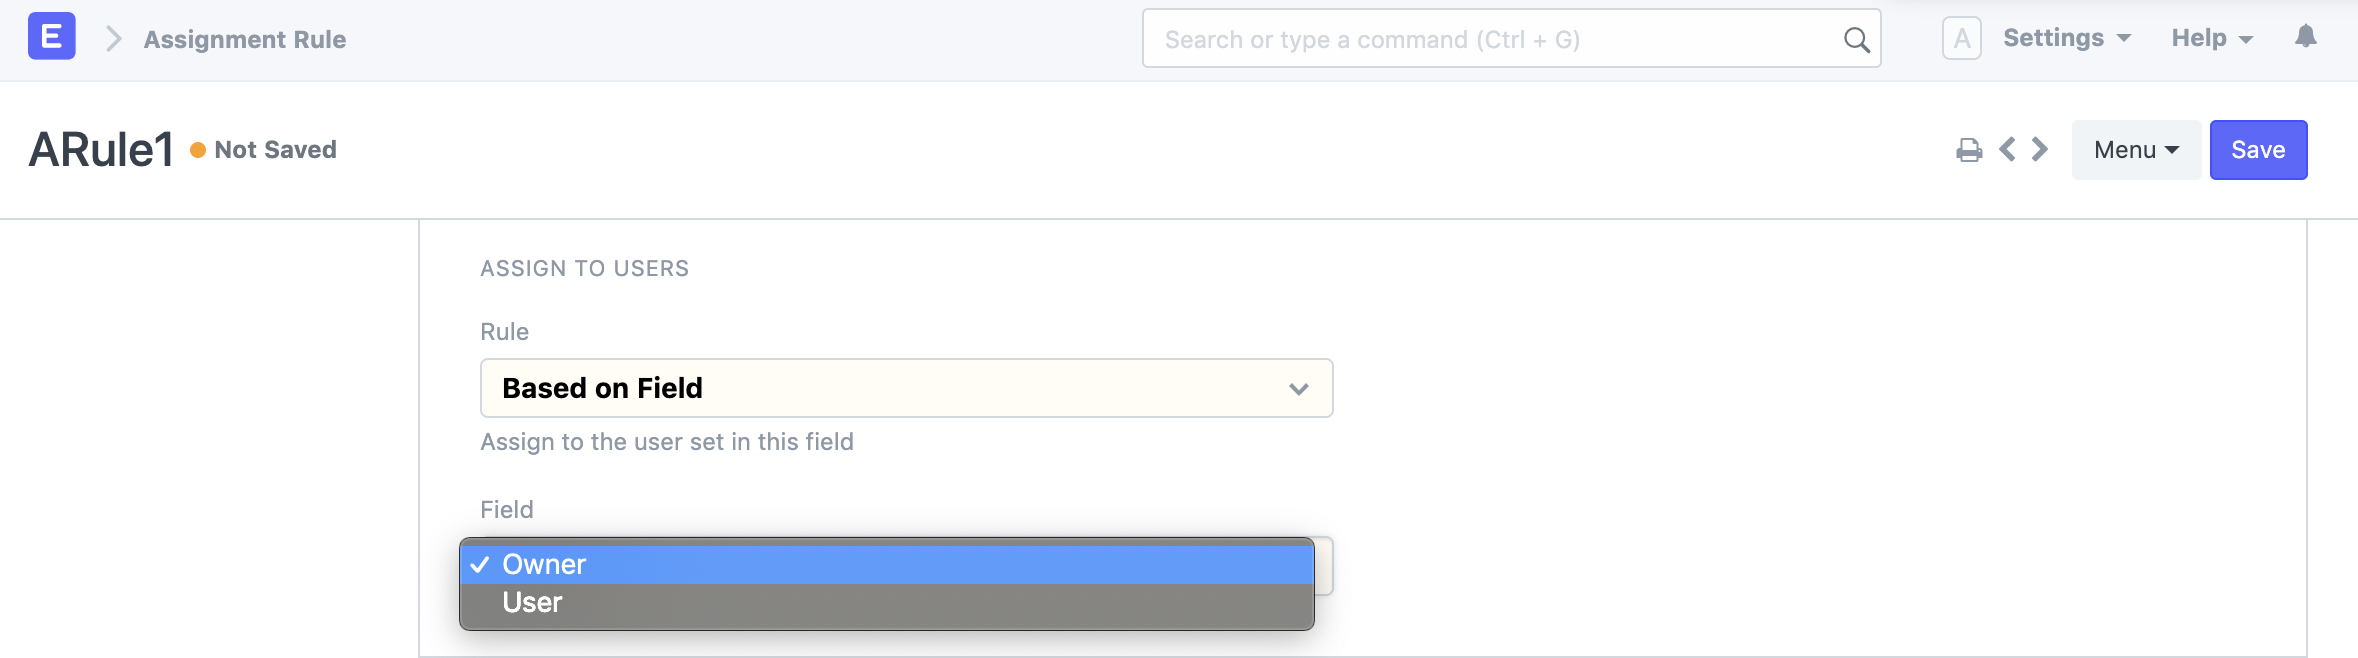 E Assignment Rule Search or type a command (Ctrl + G) A Settings Help
ARule1 Not Saved Menu Save
ASSIGN TO USERS
Rule
Based on Field
Assign to the user set in this field
Field
Owner
User